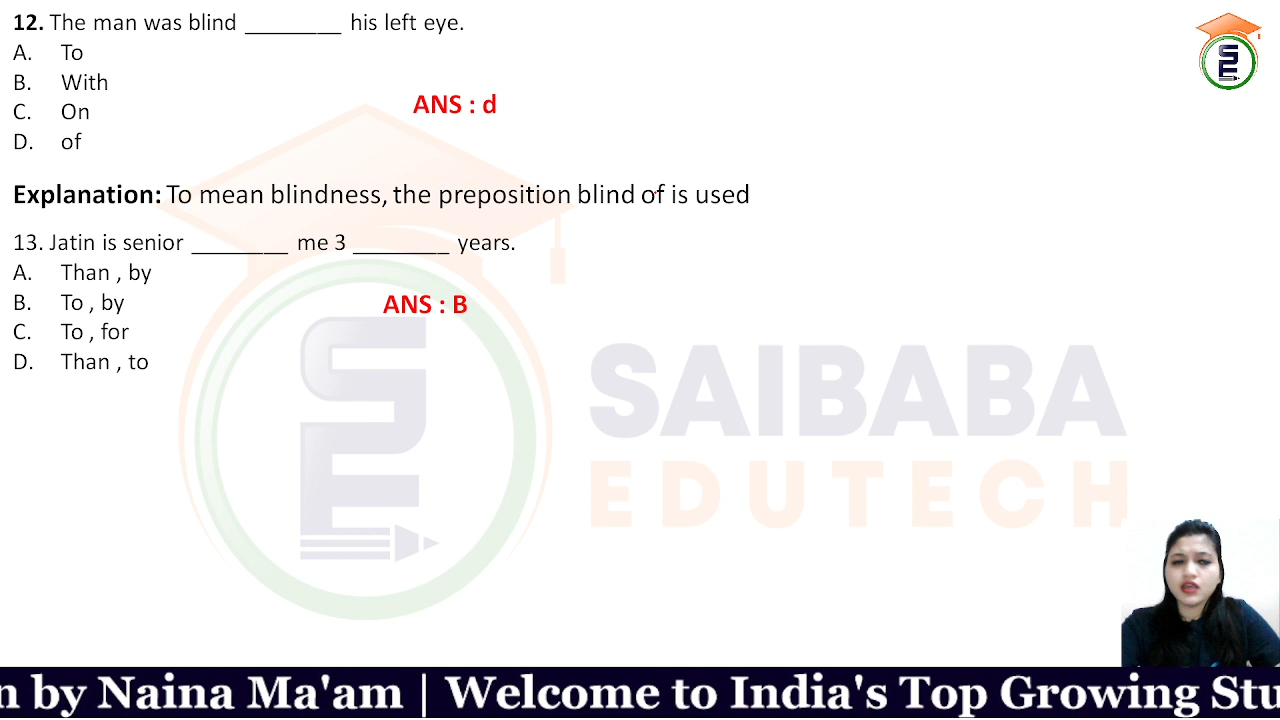 12. The man was blind ________ his left eye.
A. To
B. With
C. On
D. of
ANS : d
Explanation: To mean blindness, the preposition blind of is used
13. Jatin is senior ________ me 3 ________ years.
A. Than , by
B. To , by
C. To , for
D. Than , to
ANS : B
SAIBABA
EDUTECH
n by Naina Ma'am | Welcome to India's Top Growing Stu